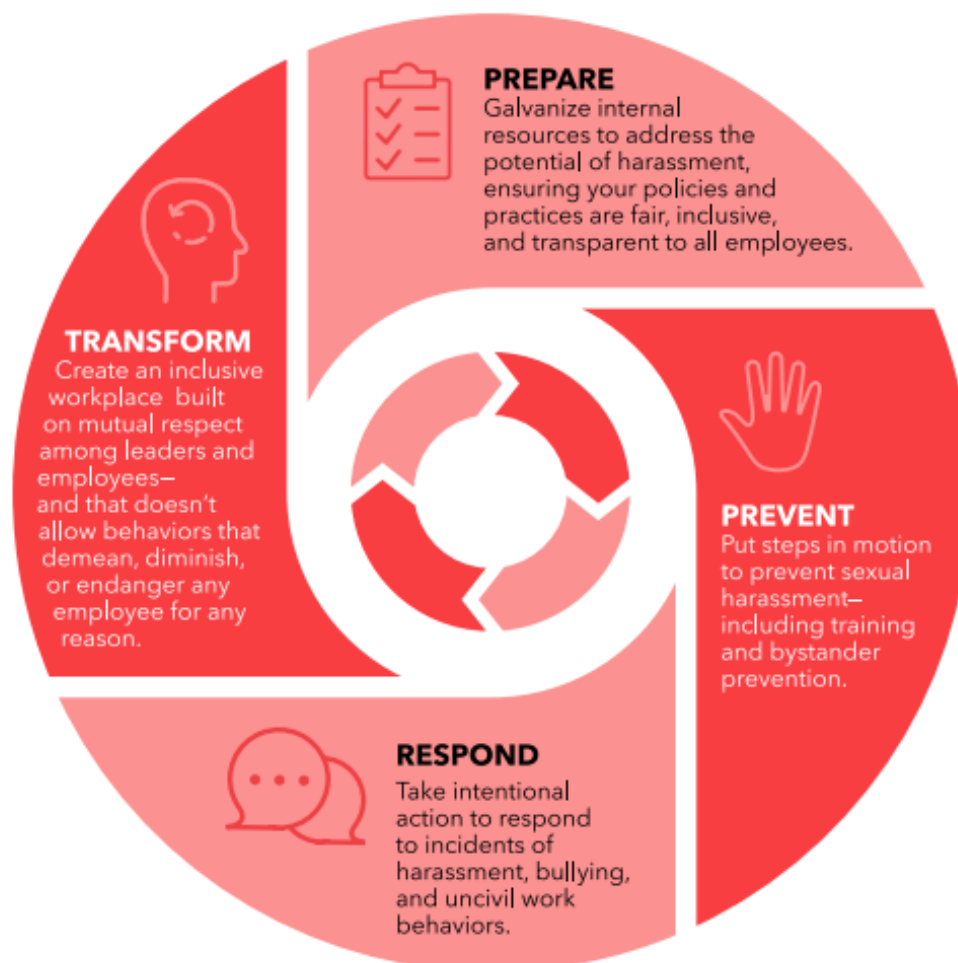 PREPARE
Galvanize internal
resources to address the
potential of harassment,
ensuring your policies and
practices are fair, inclusive,
and transparent to all employees.
PREVENT
Put steps in motion
to prevent sexual
harassment—
including training
and bystander
prevention.
RESPOND
Take intentional
action to respond
to incidents of
harassment, bullying,
and uncivil work
behaviors.
TRANSFORM
Create an inclusive
workplace built
on mutual respect
among leaders and
employees—
and that doesn't
allow behaviors that
demean, diminish,
or endanger any
employee for any
reason.